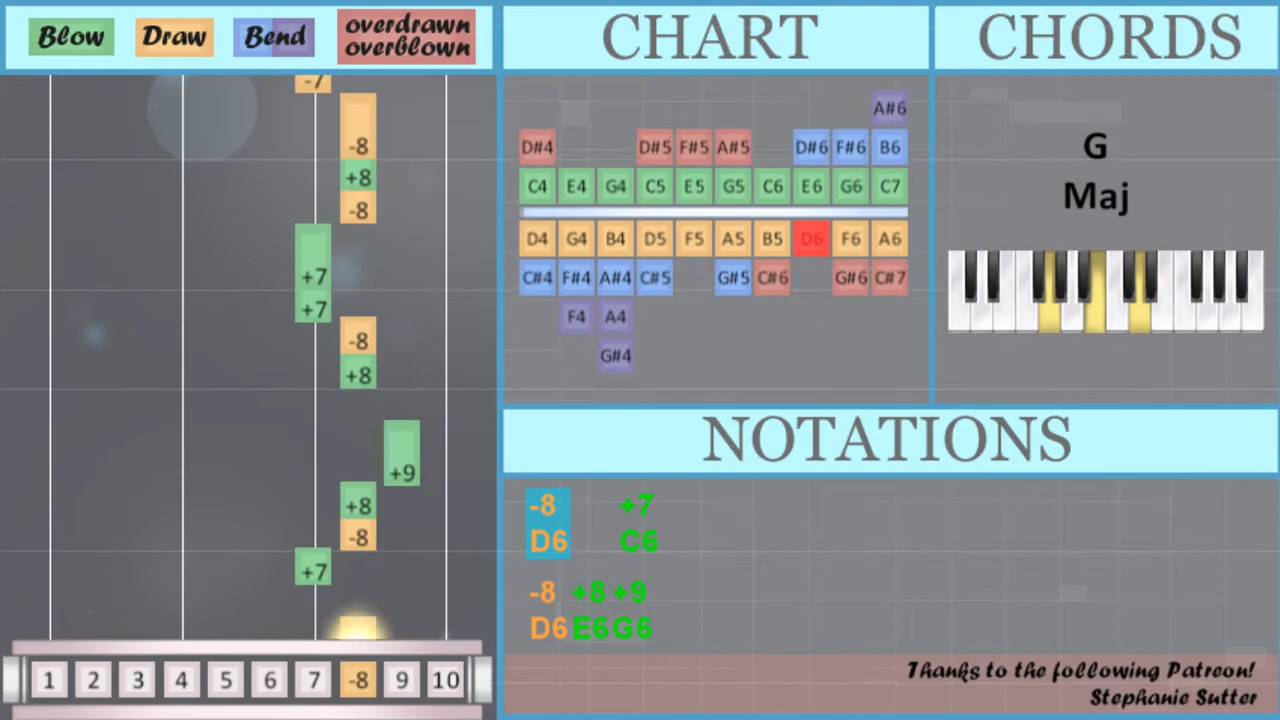 Blow Draw Bend overdrawn
overblown
CHART
CHORDS
-7
-8
+8
-8
+7
+7
-8
+8
+9
+8
-8
+7
1 2 3 4 5 6 7 -8 9 10
A#6
D#4 D#5 F#5 A#5 D#6 F#6 B6
C4 E4 G4 C5 E5 G5 C6 E6 G6 C7
D4 G4 B4 D5 F5 A5 B5 D6 F6 A6
C#4 F#4 A#4 C#5 G#5 C#6 G#6 C#7
F4 A4
G#4
G
Maj
NOTATIONS
-8 +7
D6 C6
-8 +8 +9
D6 E6 G6
Thanks to the following Patreon!
Stephanie Sutter